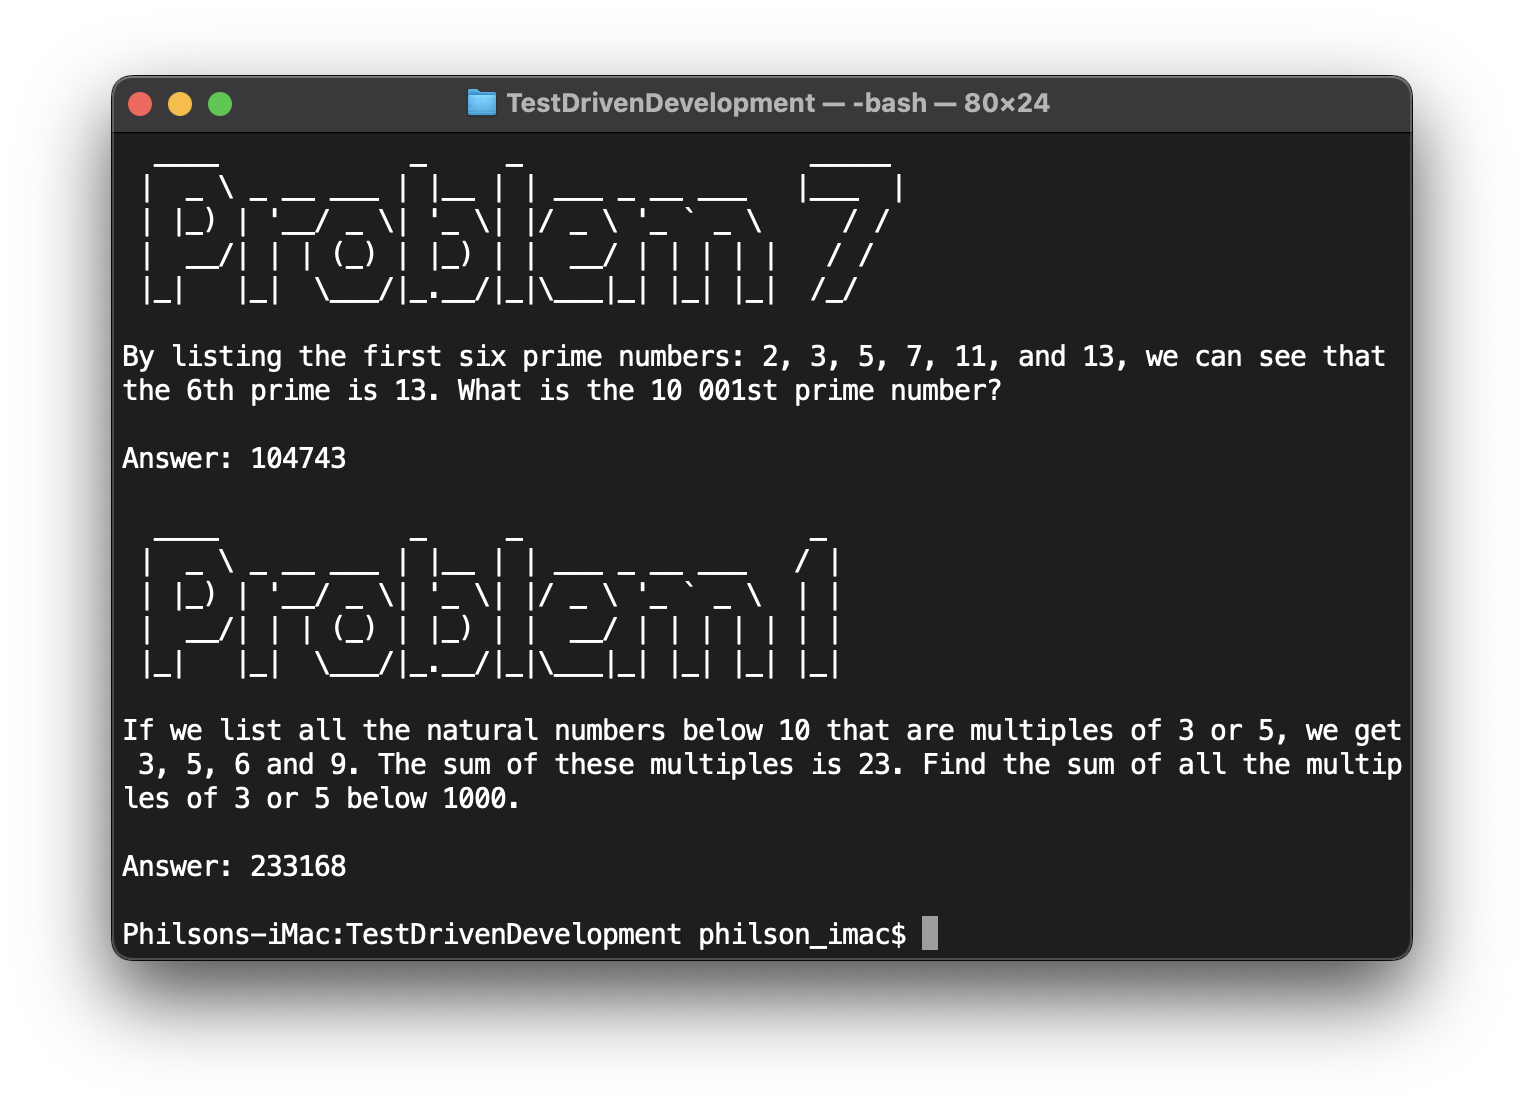 TestDrivenDevelopment — -bash — 80×24
Problem 7
By listing the first six prime numbers: 2, 3, 5, 7, 11, and 13, we can see that
the 6th prime is 13. What is the 10 001st prime number?
Answer: 104743
Problem 1
If we list all the natural numbers below 10 that are multiples of 3 or 5, we get
 3, 5, 6 and 9. The sum of these multiples is 23. Find the sum of all the multip
les of 3 or 5 below 1000.
Answer: 233168
Philsons-iMac:TestDrivenDevelopment philson_imac$